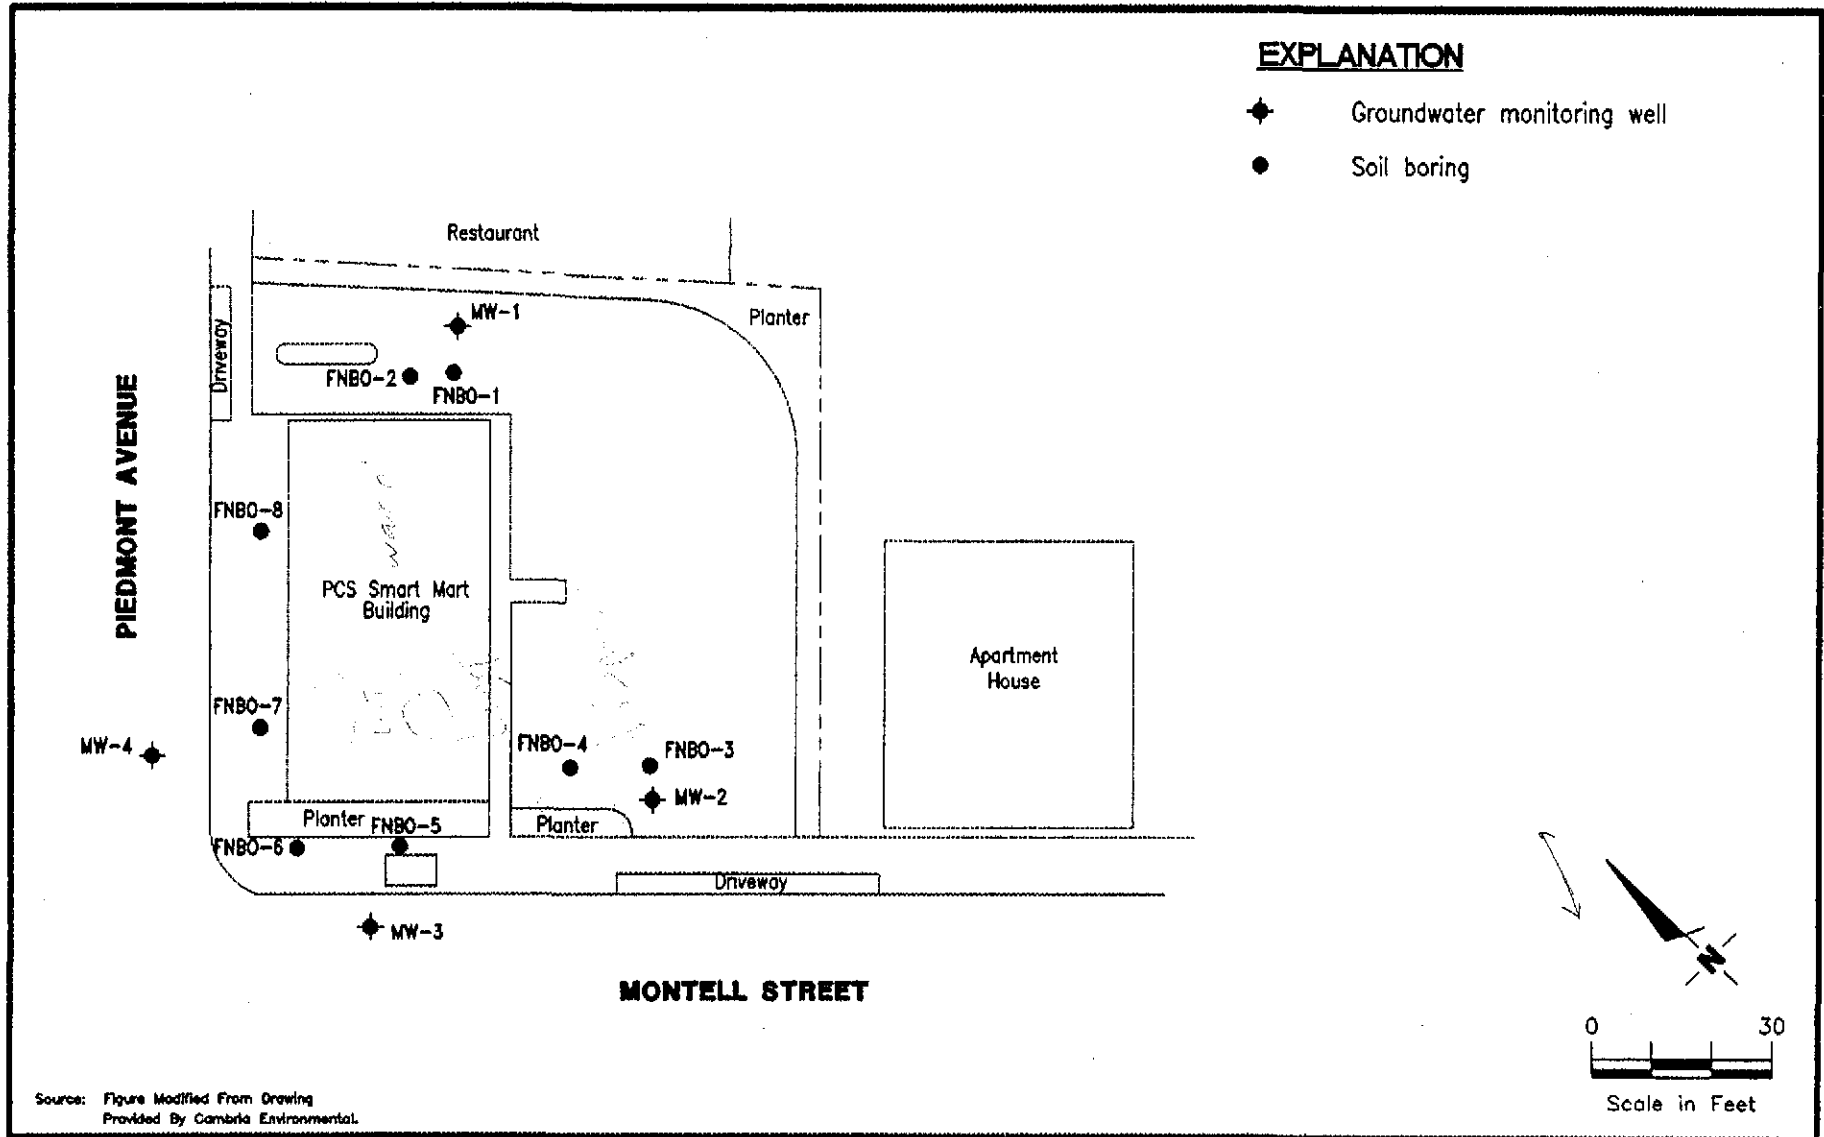 EXPLANATION
Groundwater monitoring well
Soil boring
Restaurant
MW-1
Planter
Driveway
FNBO-2
FNBO-1
PIEDMONT AVENUE
FNBO-8
PCS Smart Mart
Building
Apartment
House
FNBO-7
MW-4
FNBO-4
FNBO-3
MW-2
Planter
FNBO-5
Planter
FNBO-6
Driveway
MW-3
MONTELL STREET
N
0 30
Scale in Feet
Source: Figure Modified From Drawing
Provided By Cambria Environmental.